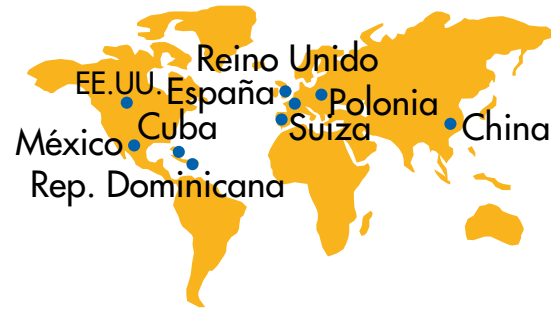 Reino Unido
EE.UU.
España
Polonia
Cuba
Suiza
China
México
Rep. Dominicana